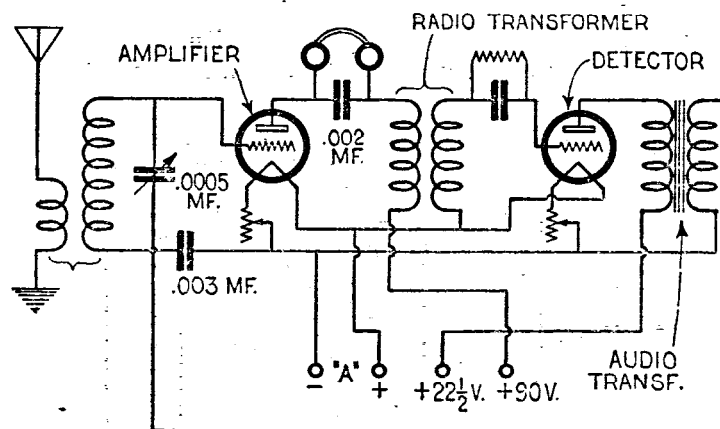 RADIO TRANSFORMER
AMPLIFIER
DETECTOR
.002
MF.
.0005
MF.
.003 MF.
- "A" +
+22½V. +90V.
AUDIO
TRANSF.